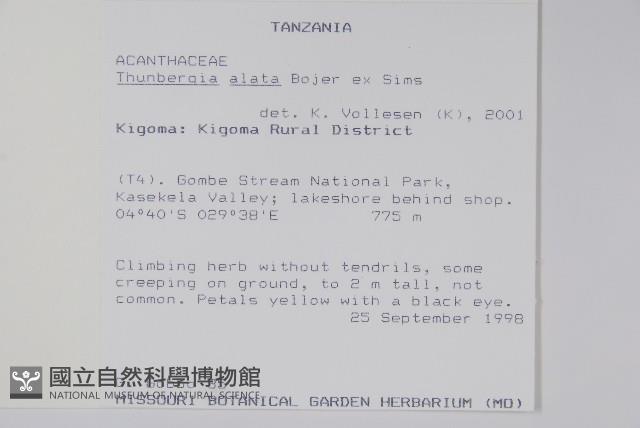 TANZANIA
ACANTHACEAE
Thunbergia alata Bojer ex Sims
det. K. Vollesen (K), 2001
Kigoma: Kigoma Rural District
(T4). Gombe Stream National Park,
Kasekela Valley; lakeshore behind shop.
04°40'S 029°38'E 775 m
Climbing herb without tendrils, some
creeping on ground, to 2 m tall, not
common. Petals yellow with a black eye.
25 September 1998
國立自然科學博物館
NATIONAL MUSEUM OF NATURAL SCIENCE
MISSOURI BOTANICAL GARDEN HERBARIUM (MO)